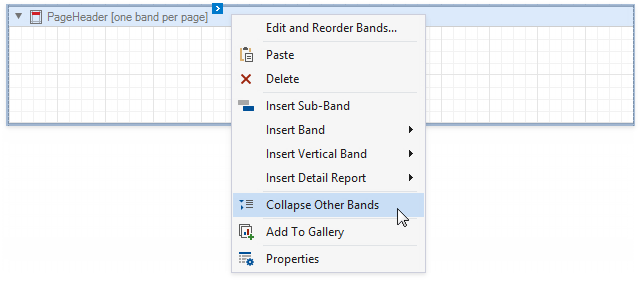 PageHeader [one band per page]
Edit and Reorder Bands...
Paste
Delete
Insert Sub-Band
Insert Band
Insert Vertical Band
Insert Detail Report
Collapse Other Bands
Add To Gallery
Properties